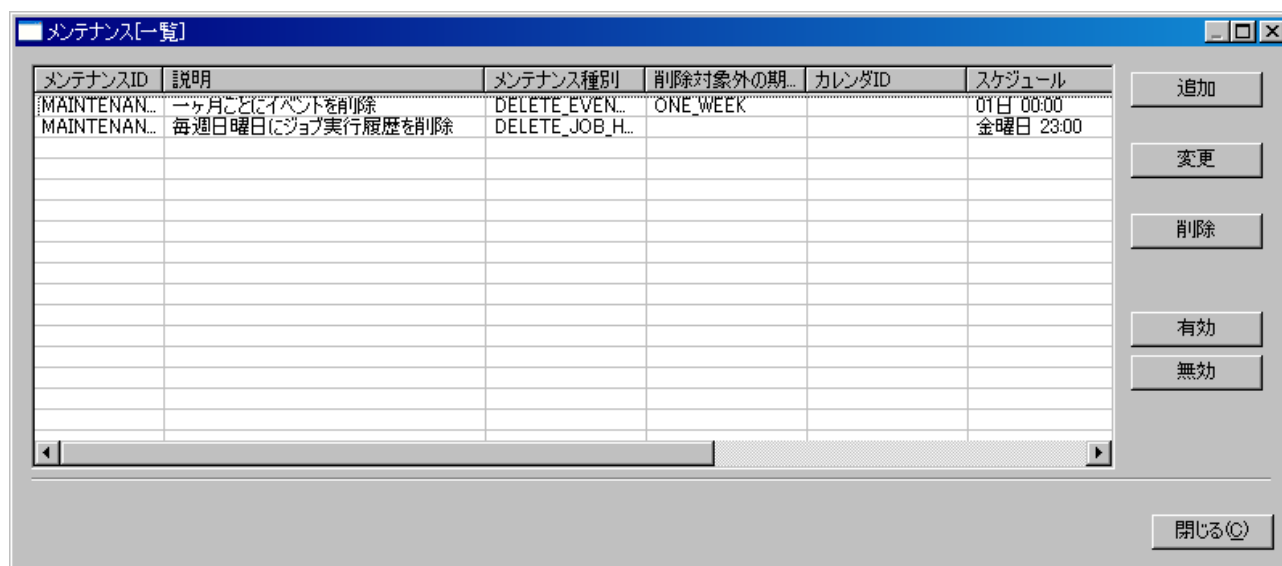 メンテナンス[一覧]
メンテナンスID 説明 メンテナンス種別 削除対象外の期... カレンダID スケジュール
MAINTENAN... 一ヶ月ごとにイベントを削除 DELETE_EVEN... ONE_WEEK 01日 00:00
MAINTENAN... 毎週日曜日にジョブ実行履歴を削除 DELETE_JOB_H... 金曜日 23:00
追加
変更
削除
有効
無効
閉じる(C)